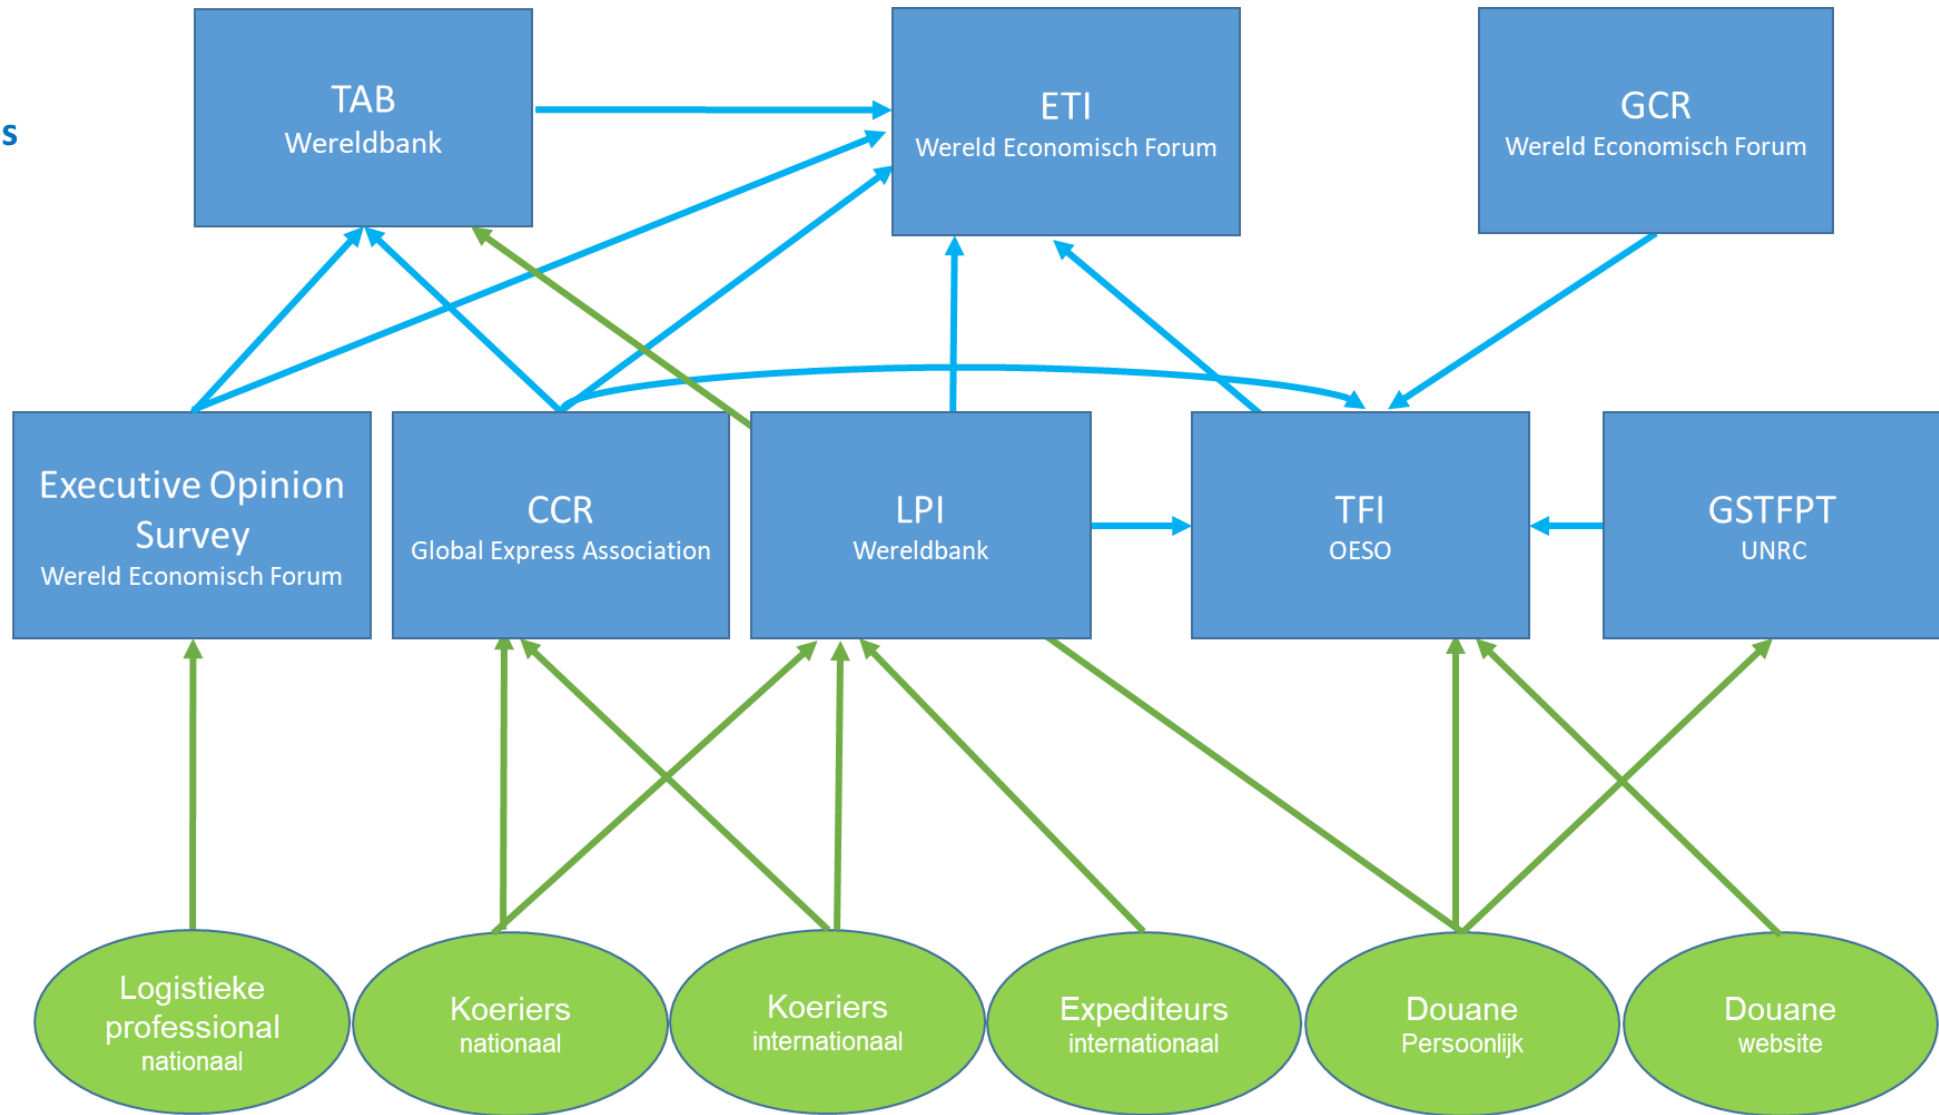 s
TAB
Wereldbank
ETI
Wereld Economisch Forum
GCR
Wereld Economisch Forum
Executive Opinion
Survey
Wereld Economisch Forum
CCR
Global Express Association
LPI
Wereldbank
TFI
OESO
GSTFPT
UNRC
Logistieke
professional
nationaal
Koeriers
nationaal
Koeriers
internationaal
Expediteurs
internationaal
Douane
Persoonlijk
Douane
website